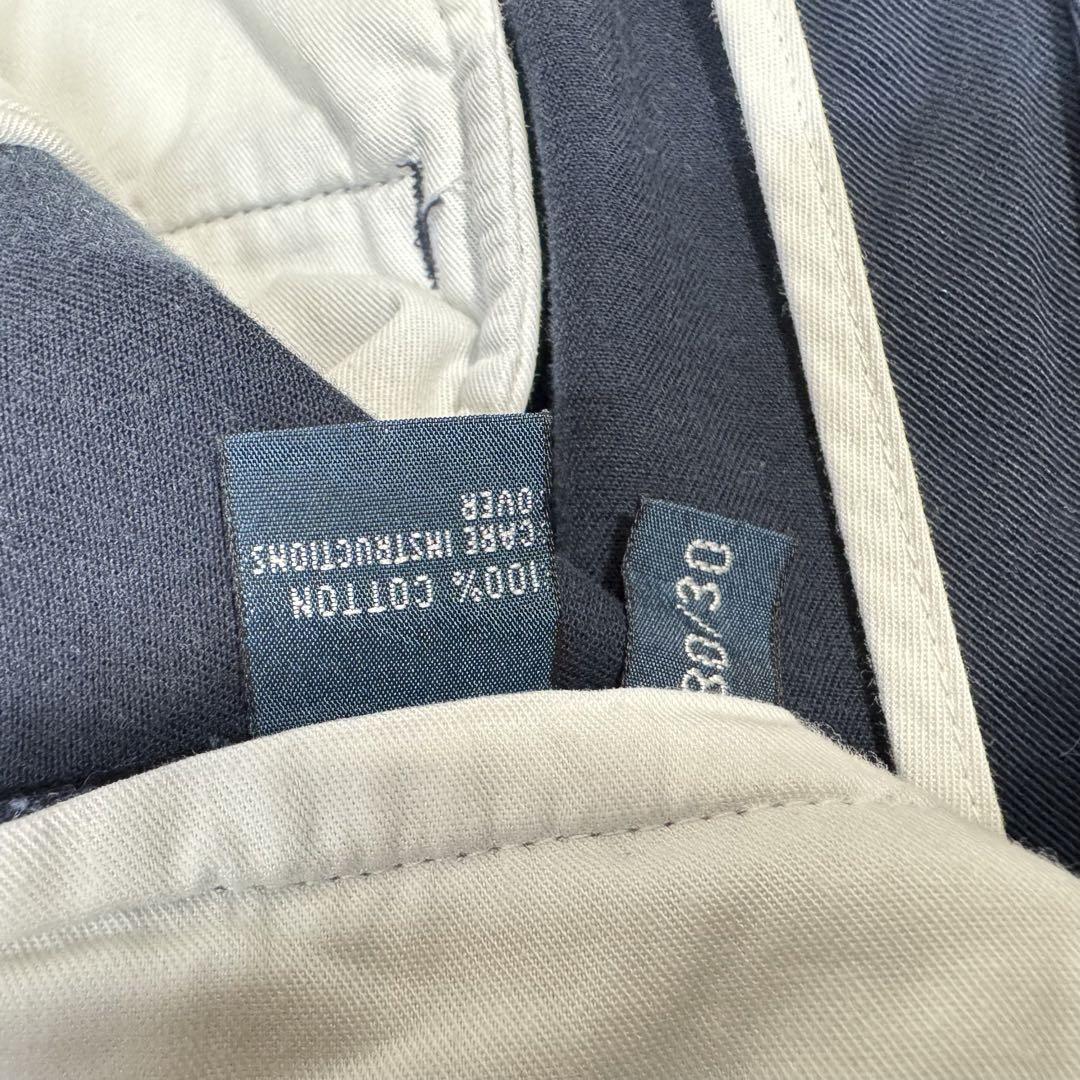 100% COTTON
CARE INSTRUCTIONS
OVER
30/30